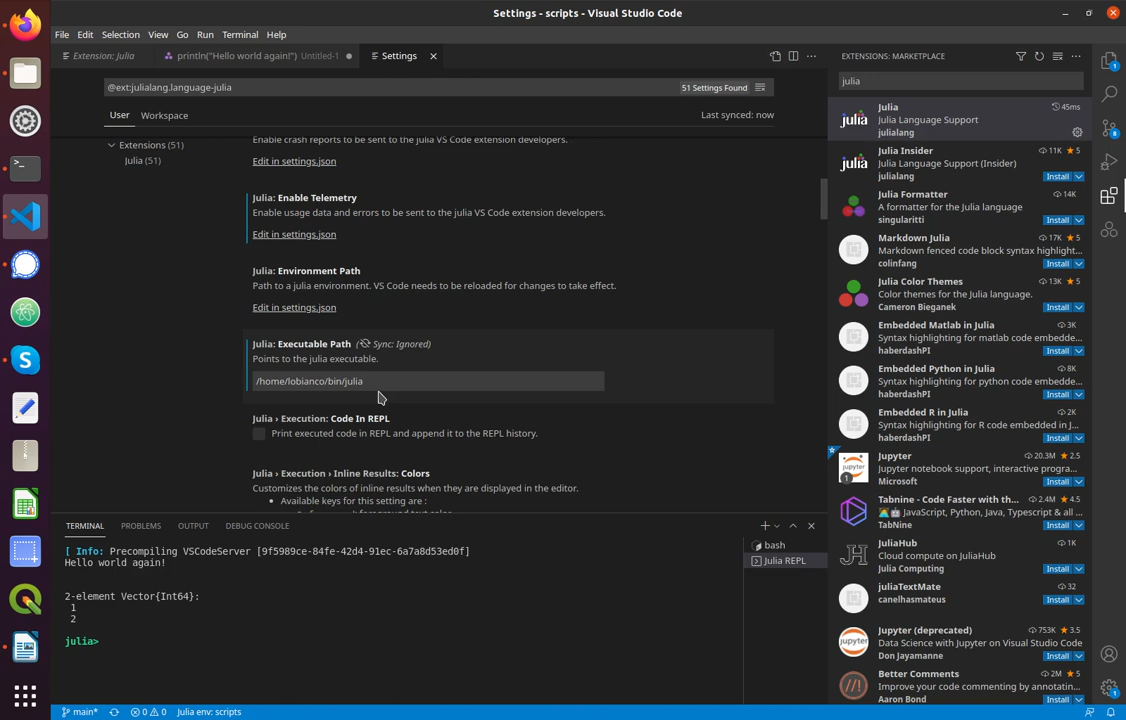 Settings - scripts - Visual Studio Code
File Edit Selection View Go Run Terminal Help
Extension: Julia
println("Hello world again!") Untitled-1
Settings
@ext:julialang.language-julia
51 Settings Found
User Workspace
Last synced: now
Extensions (51)
Julia (51)
Enable crash reports to be sent to the julia VS Code extension developers.
Edit in settings.json
Julia: Enable Telemetry
Enable usage data and errors to be sent to the julia VS Code extension developers.
Edit in settings.json
Julia: Environment Path
Path to a julia environment. VS Code needs to be reloaded for changes to take effect.
Edit in settings.json
Julia: Executable Path (Sync: Ignored)
Points to the julia executable.
/home/lobianco/bin/julia
Julia › Execution: Code In REPL
Print executed code in REPL and append it to the REPL history.
Julia › Execution › Inline Results: Colors
Customizes the colors of inline results when they are displayed in the editor.
• Available keys for this setting are :
TERMINAL PROBLEMS OUTPUT DEBUG CONSOLE
[ Info: Precompiling VSCodeServer [9f5989ce-84fe-42d4-91ec-6a7a8d53ed0f]
Hello world again!
2-element Vector{Int64}:
1
2
julia>
bash
Julia REPL
EXTENSIONS: MARKETPLACE
julia
Julia 45ms
Julia Language Support
julialang
Julia Insider 11K 5
Julia Language Support (Insider)
julialang Install
Julia Formatter 14K
A formatter for the Julia language
singularitti Install
Markdown Julia 17K 5
Markdown fenced code block syntax highlight...
colinfang Install
Julia Color Themes 13K 5
Color themes for the Julia language.
Cameron Bieganek Install
Embedded Matlab in Julia 3K
Syntax highlighting for matlab code embedde...
haberdashPI Install
Embedded Python in Julia 8K
Syntax highlighting for python code embedde...
haberdashPI Install
Embedded R in Julia 2K
Syntax highlighting for R code embedded in J...
haberdashPI Install
Jupyter 20.3M 2.5
Jupyter notebook support, interactive progra...
Microsoft Install
Tabnine - Code Faster with th... 2.4M 4.5
JavaScript, Python, Java, Typescript & all ...
TabNine Install
JuliaHub 1K
Cloud compute on JuliaHub
Julia Computing Install
juliaTextMate 32
canelhasmateus Install
Jupyter (deprecated) 753K 3.5
Data Science with Jupyter on Visual Studio Code
Don Jayamanne Install
Better Comments 2M 5
Improve your code commenting by annotatin...
Aaron Bond Install
main* 0 0 Julia env: scripts